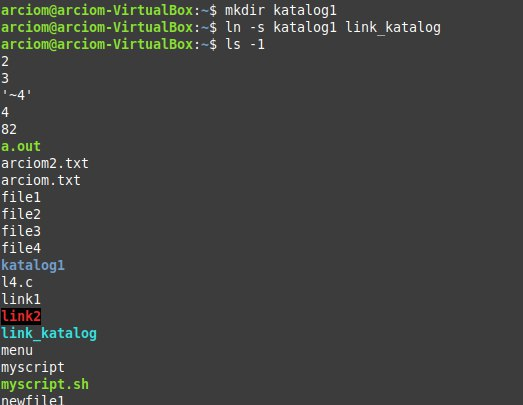 arciom@arciom-VirtualBox:~$ mkdir katalog1
arciom@arciom-VirtualBox:~$ ln -s katalog1 link_katalog
arciom@arciom-VirtualBox:~$ ls -1
2
3
'~4'
4
82
a.out
arciom2.txt
arciom.txt
file1
file2
file3
file4
katalog1
l4.c
link1
link2
link_katalog
menu
myscript
myscript.sh
newfile1